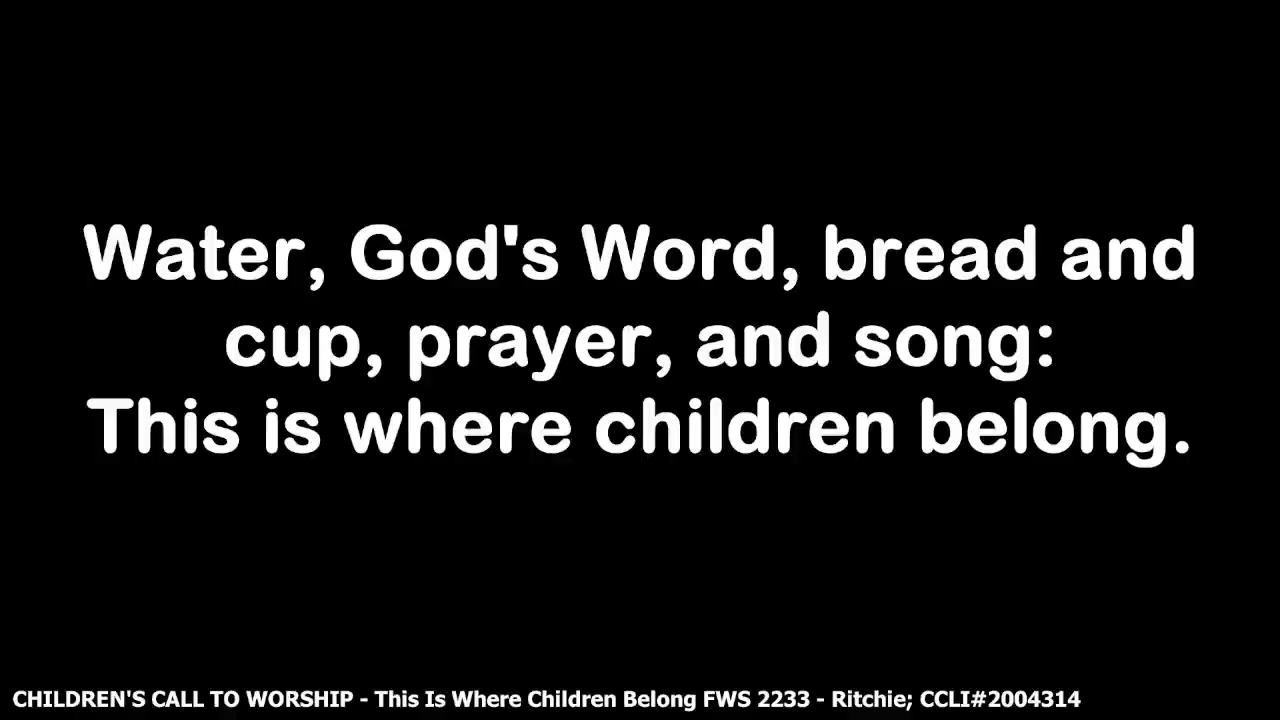 Water, God's Word, bread and
cup, prayer, and song:
This is where children belong.
CHILDREN'S CALL TO WORSHIP - This Is Where Children Belong FWS 2233 - Ritchie; CCLI#2004314